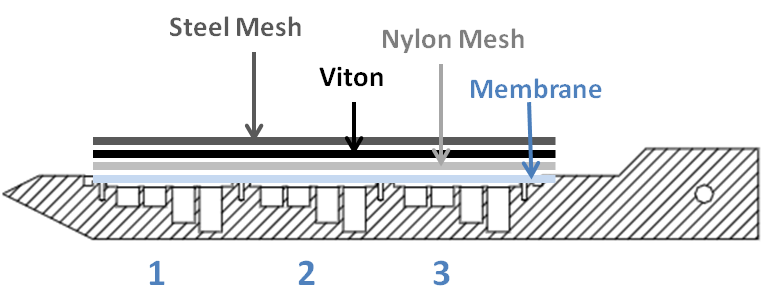 Steel Mesh
Nylon Mesh
Viton
Membrane
1 2 3